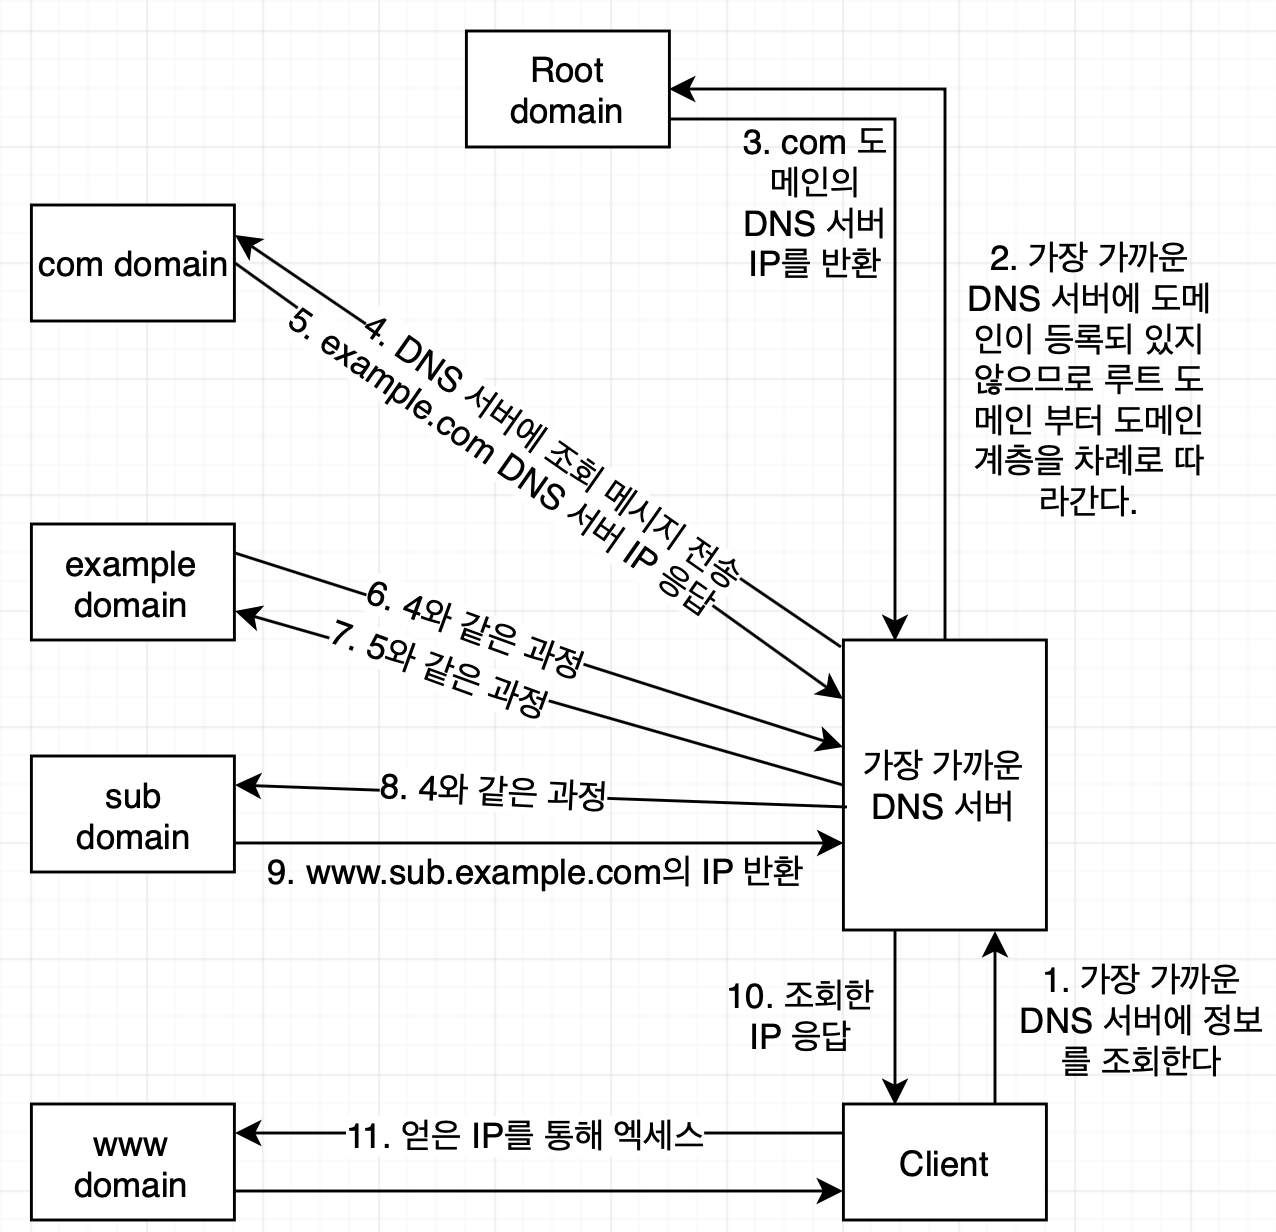 Root
domain
3. com 도
메인의
DNS 서버
IP를 반환
com domain
2. 가장 가까운
DNS 서버에 도메
인이 등록되 있지
않으므로 루트 도
메인 부터 도메인
계층을 차례로 따
라간다.
4. DNS 서버에 조회 메시지 전송
5. example.com DNS 서버 IP 응답
example
domain
6. 4와 같은 과정
7. 5와 같은 과정
가장 가까운
DNS 서버
sub
domain
8. 4와 같은 과정
9. www.sub.example.com의 IP 반환
10. 조회한
IP 응답
1. 가장 가까운
DNS 서버에 정보
를 조회한다
www
domain
11. 얻은 IP를 통해 엑세스
Client